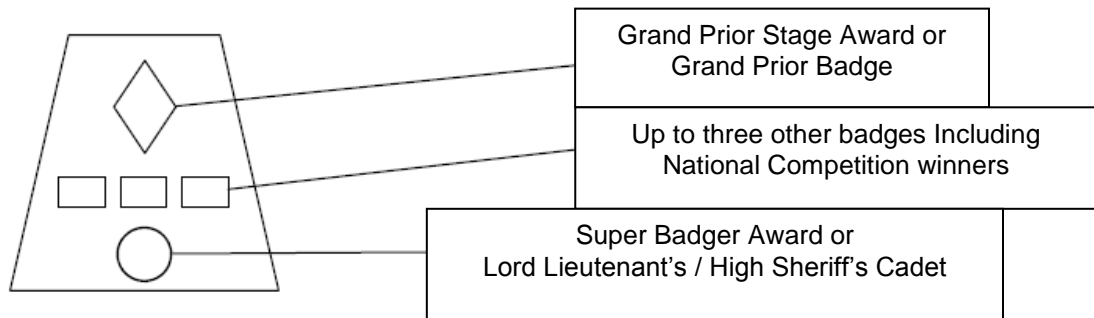 Grand Prior Stage Award or
Grand Prior Badge
Up to three other badges Including
National Competition winners
Super Badger Award or
Lord Lieutenant’s / High Sheriff’s Cadet